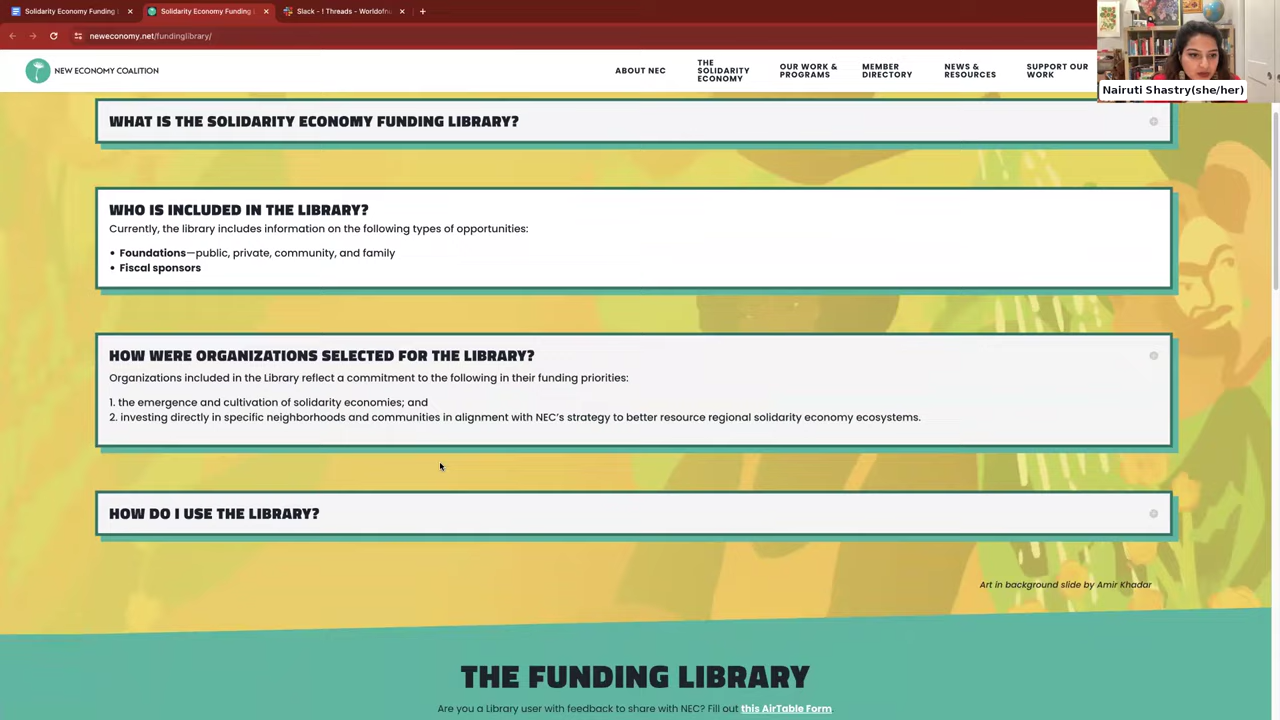 Solidarity Economy Funding
Solidarity Economy Funding
Slack - ! Threads - Worldofn
neweconomy.net/fundinglibrary/
NEW ECONOMY COALITION
ABOUT NEC
THE SOLIDARITY ECONOMY
OUR WORK & PROGRAMS
MEMBER DIRECTORY
NEWS & RESOURCES
SUPPORT OUR WORK
Nairuti Shastry(she/her)
WHAT IS THE SOLIDARITY ECONOMY FUNDING LIBRARY?
WHO IS INCLUDED IN THE LIBRARY?
Currently, the library includes information on the following types of opportunities:
• Foundations—public, private, community, and family
• Fiscal sponsors
HOW WERE ORGANIZATIONS SELECTED FOR THE LIBRARY?
Organizations included in the Library reflect a commitment to the following in their funding priorities:
1. the emergence and cultivation of solidarity economies; and
2. investing directly in specific neighborhoods and communities in alignment with NEC's strategy to better resource regional solidarity economy ecosystems.
HOW DO I USE THE LIBRARY?
Art in background slide by Amir Khadar
THE FUNDING LIBRARY
Are you a Library user with feedback to share with NEC? Fill out this AirTable Form.